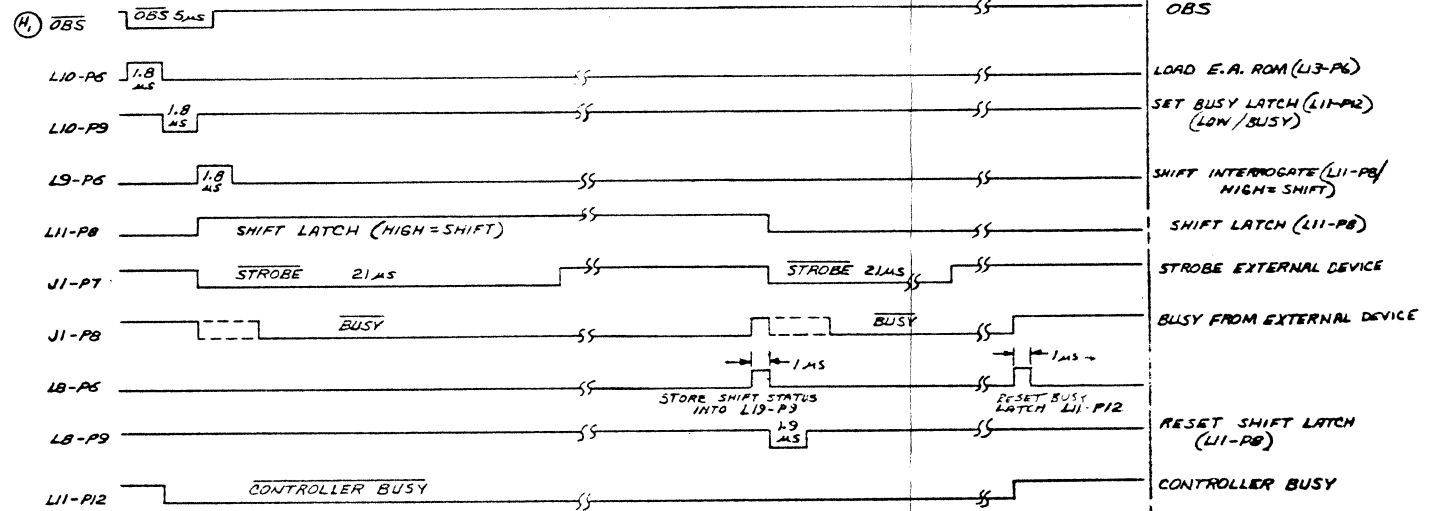 H, OBS OBS 5µs OBS
L10-P6 1.8 µs LOAD E.A. ROM (L13-P6)
L10-P9 1.8 µs SET BUSY LATCH (L11-P12)
(LOW/BUSY)
L9-P6 1.8 µs SHIFT INTERROGATE (L11-P8/
HIGH=SHIFT)
L11-P8 SHIFT LATCH (HIGH=SHIFT) SHIFT LATCH (L11-P8)
J1-P7 STROBE 21µs STROBE 21µs STROBE EXTERNAL DEVICE
J1-P8 BUSY BUSY BUSY FROM EXTERNAL DEVICE
1µs 1µs
L8-P6
STORE SHIFT STATUS
INTO L19-P9
RESET BUSY
LATCH L11-P12
L8-P9 1.9 µs RESET SHIFT LATCH
(L11-P8)
L11-P12 CONTROLLER BUSY CONTROLLER BUSY